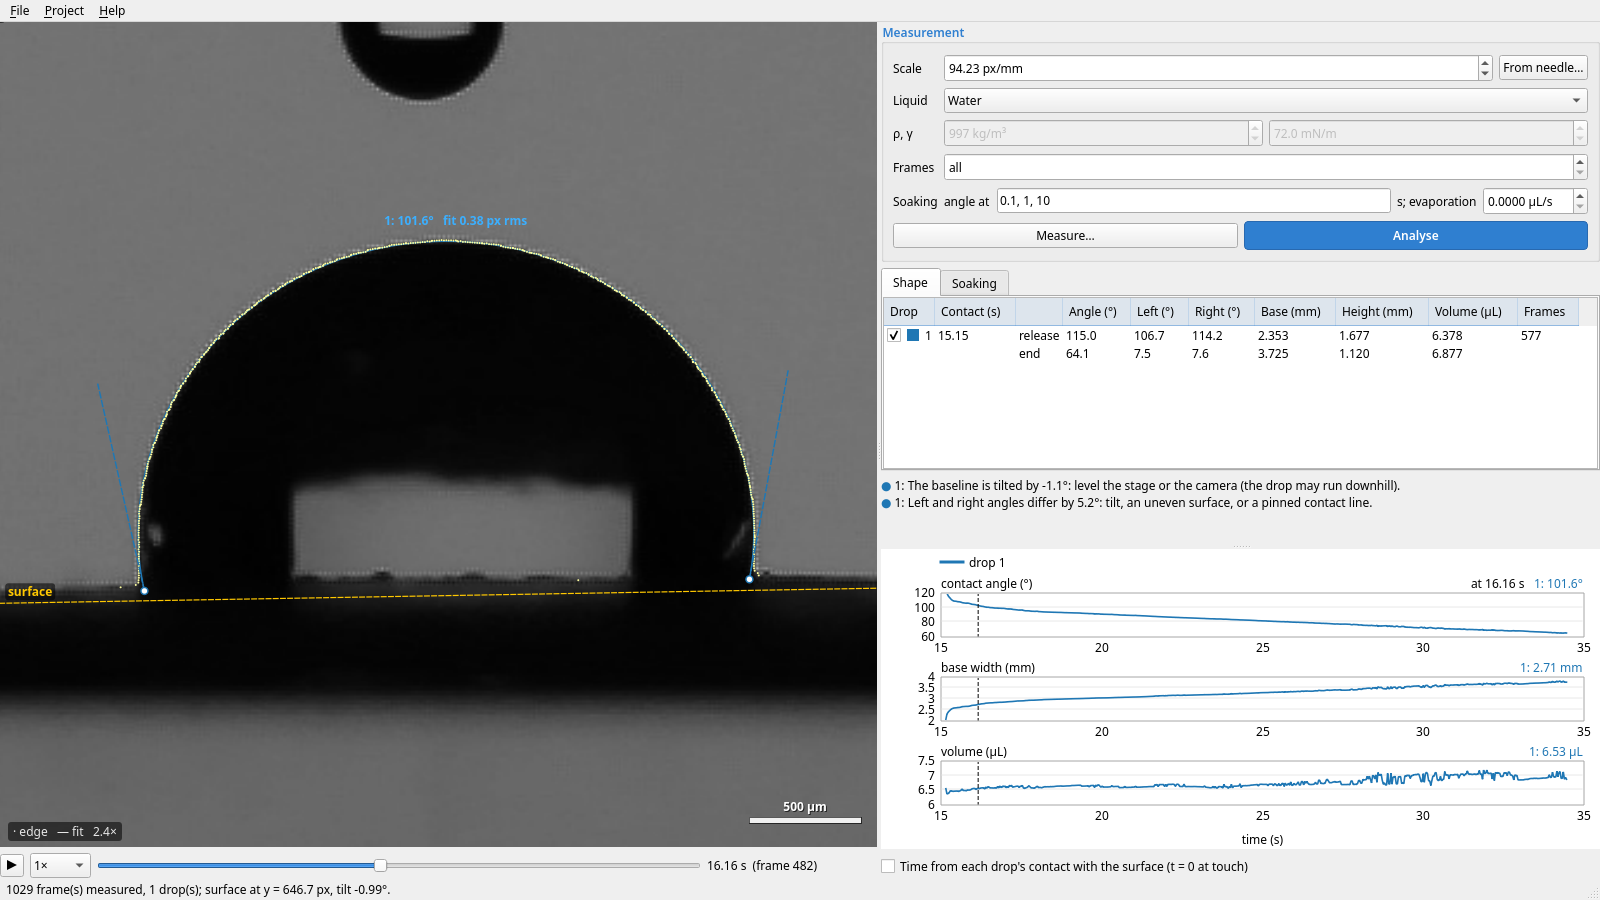 File Project Help
Measurement
Scale 94.23 px/mm From needle...
Liquid Water
ρ, γ 997 kg/m³ 72.0 mN/m
Frames all
Soaking angle at 0.1, 1, 10 s; evaporation 0.0000 µL/s
Measure... Analyse
Shape Soaking
Drop Contact (s) Angle (°) Left (°) Right (°) Base (mm) Height (mm) Volume (µL) Frames
1 15.15 release 115.0 106.7 114.2 2.353 1.677 6.378 577
end 64.1 7.5 7.6 3.725 1.120 6.877
1: The baseline is tilted by -1.1°: level the stage or the camera (the drop may run downhill).
1: Left and right angles differ by 5.2°: tilt, an uneven surface, or a pinned contact line.
drop 1
contact angle (°) at 16.16 s 1: 101.6°
120
100
80
60
15 20 25 30 35
base width (mm) 1: 2.71 mm
4
3.5
3
2.5
2
15 20 25 30 35
volume (µL) 1: 6.53 µL
7.5
7
6.5
6
15 20 25 30 35
time (s)
Time from each drop's contact with the surface (t = 0 at touch)
1: 101.6° fit 0.38 px rms
surface
500 µm
· edge — fit 2.4×
1× 16.16 s (frame 482)
1029 frame(s) measured, 1 drop(s); surface at y = 646.7 px, tilt -0.99°.